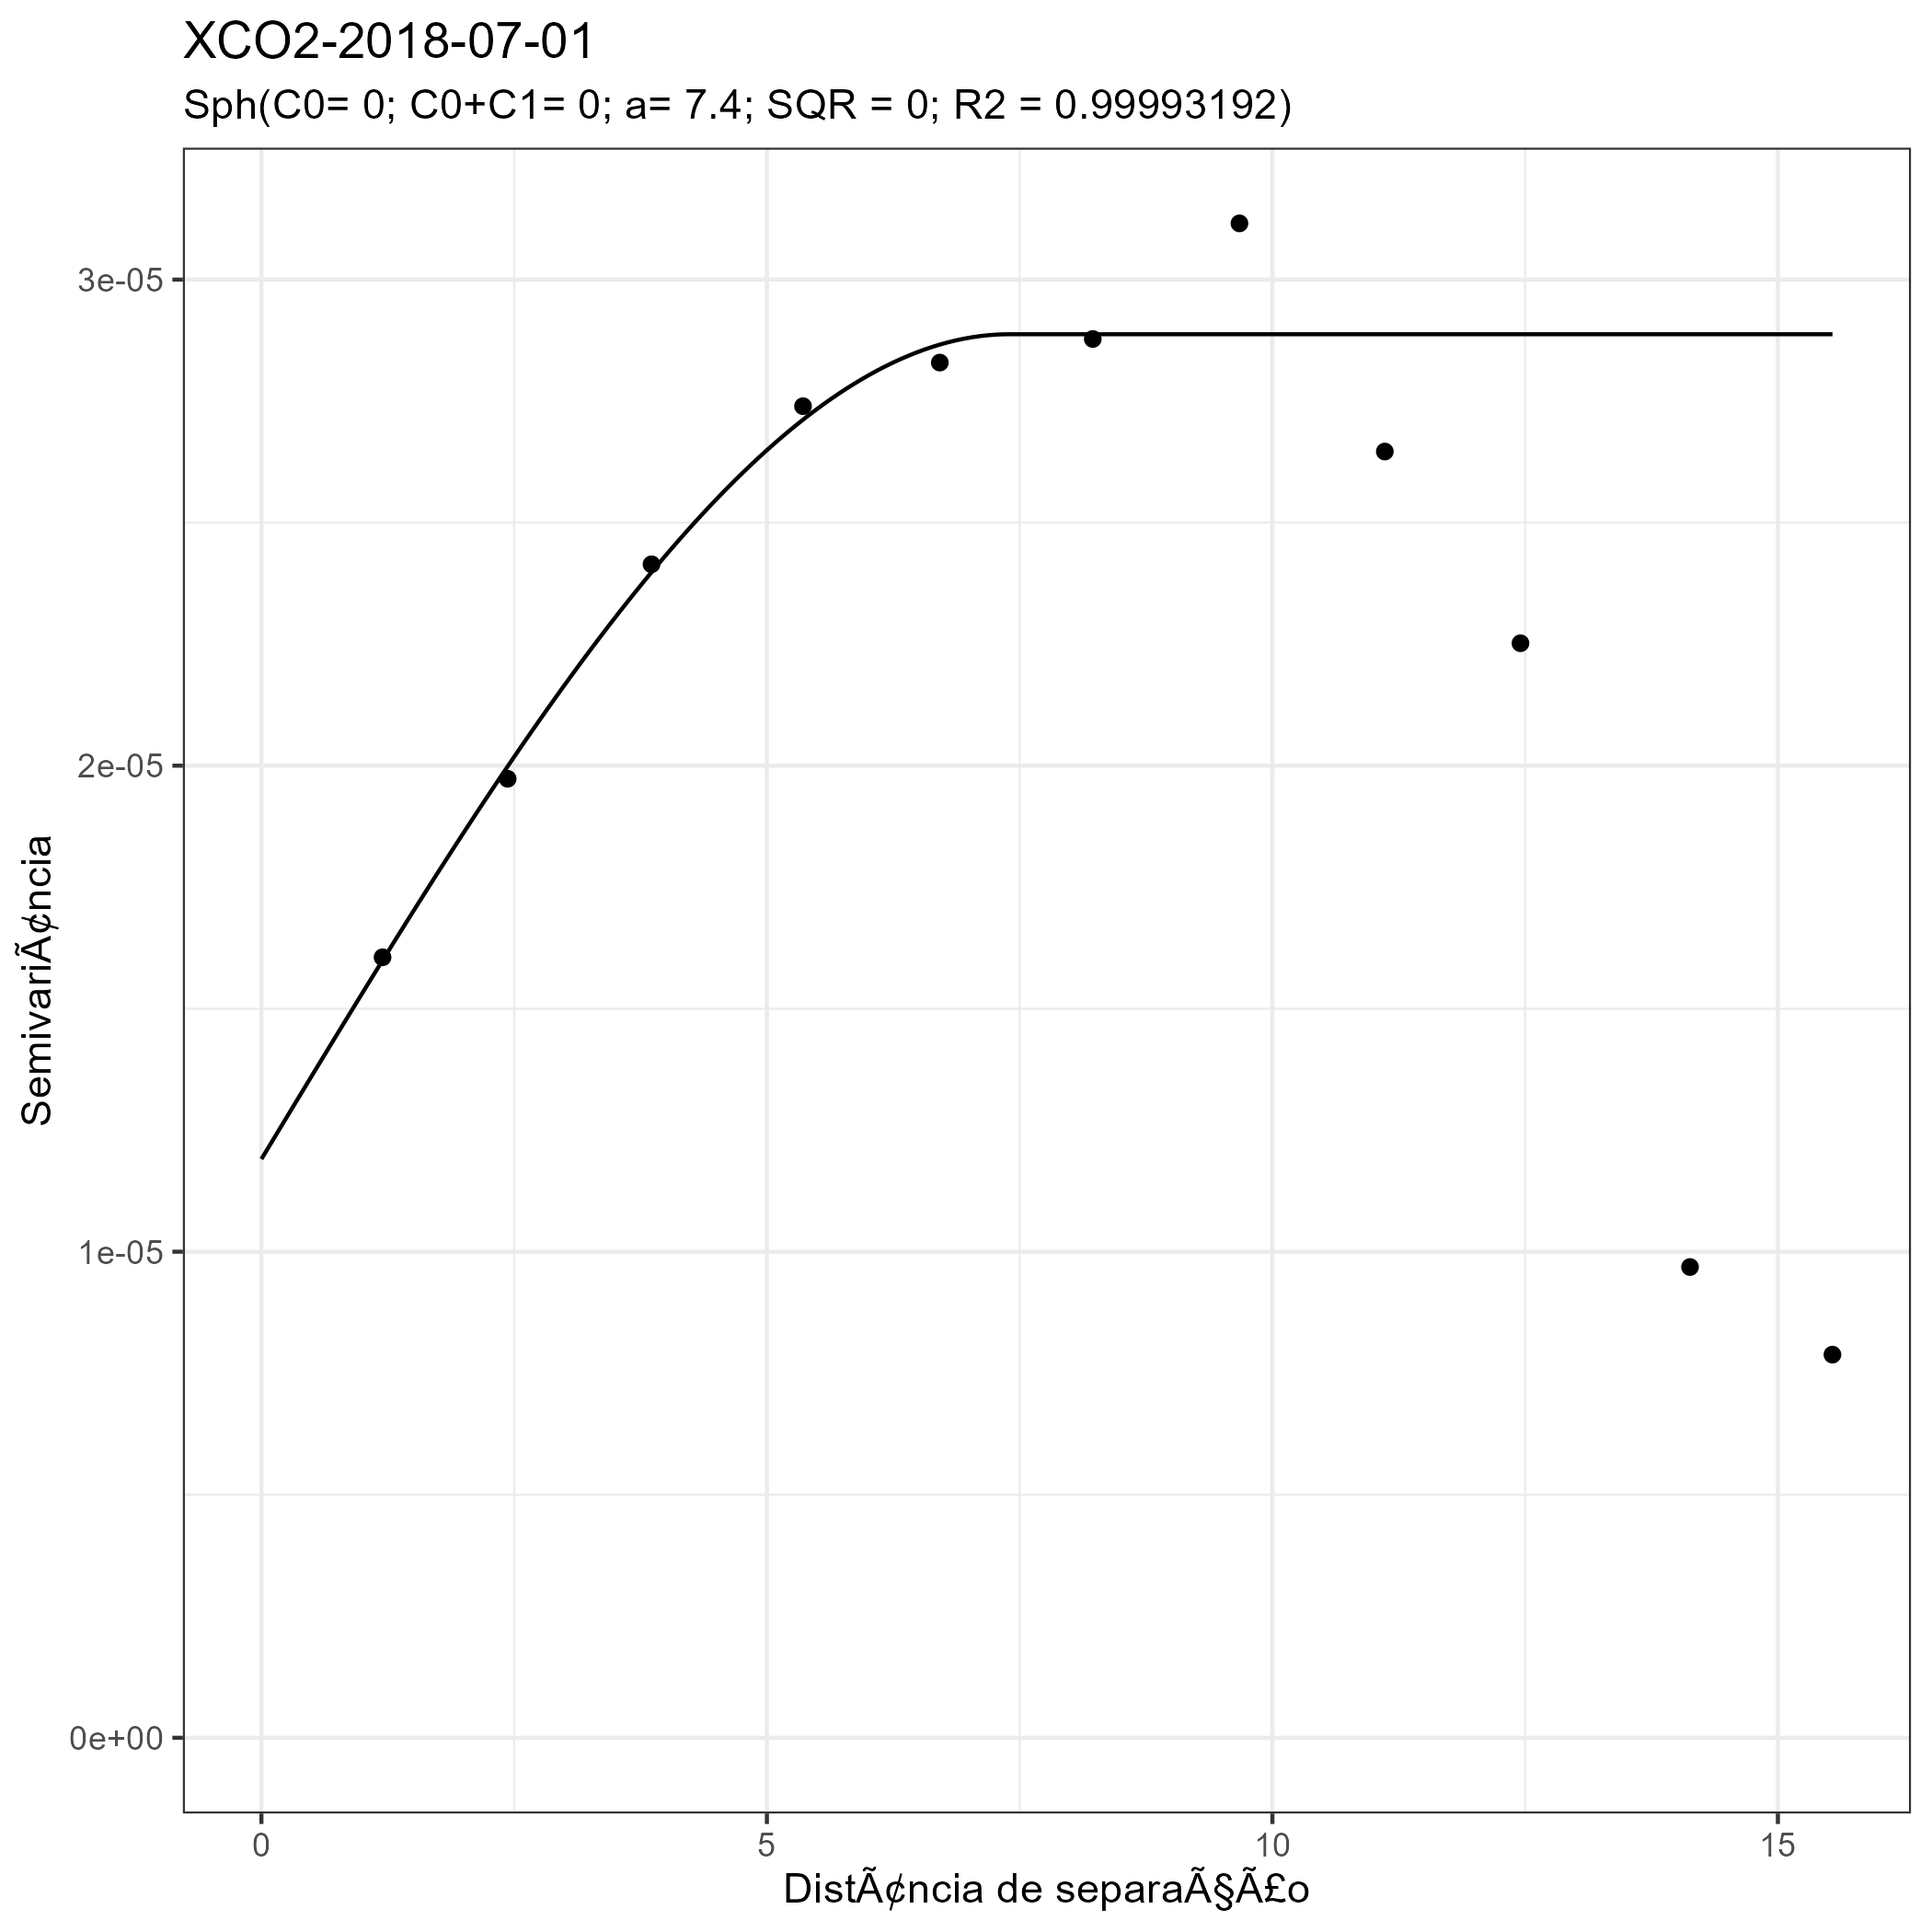 XCO2-2018-07-01
Sph(C0= 0; C0+C1= 0; a= 7.4; SQR = 0; R2 = 0.99993192)
SemivariÃ¢ncia
3e-05
2e-05
1e-05
0e+00
0
5
10
15
DistÃ¢ncia de separaÃ§Ã£o